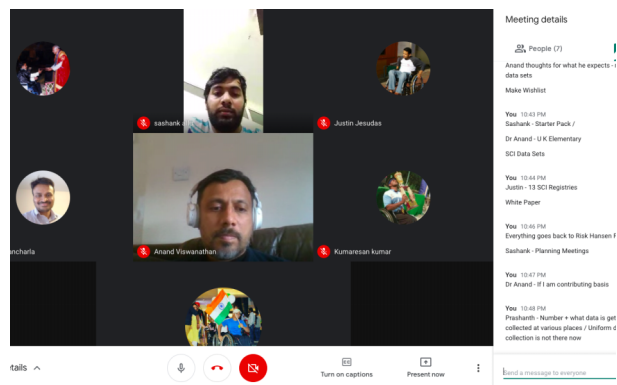 Meeting details
People (7)
Anand thoughts for what he expects -
data sets
Make Wishlist
You 10:43 PM
Sashank - Starter Pack /
Dr Anand - U K Elementary
SCI Data Sets
You 10:44 PM
Justin - 13 SCI Registries
White Paper
You 10:46 PM
Everything goes back to Risk Hansen F
Sashank - Planning Meetings
You 10:47 PM
Dr Anand - If I am contributing basis
You 10:48 PM
Prashanth - Number + what data is get
collected at various places / Uniform d
collection is not there now
Send a message to everyone
sashank a
Justin Jesudas
ncharla
Anand Viswanathan
Kumaresan kumar
tails
Turn on captions
Present now